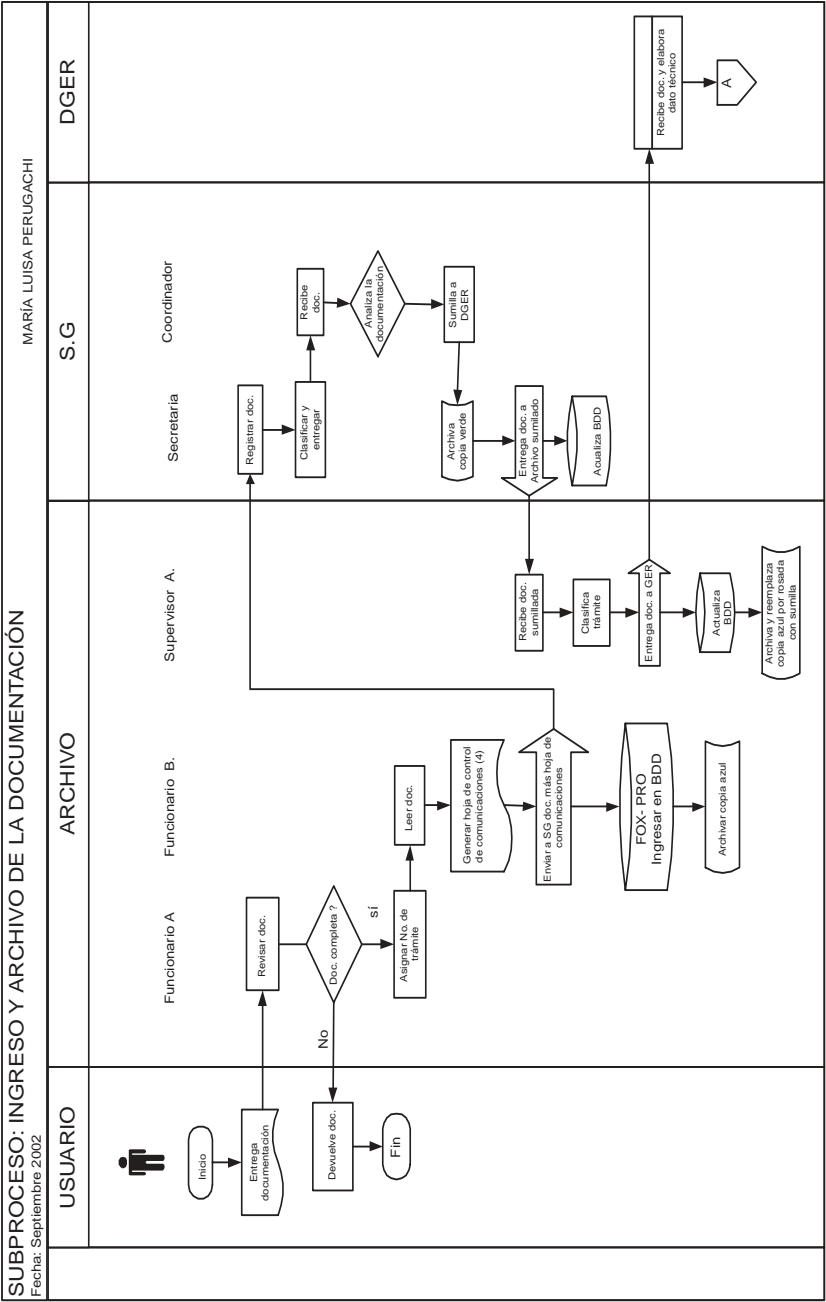 SUBPROCESO: INGRESO Y ARCHIVO DE LA DOCUMENTACIÓN
Fecha: Septiembre 2002
MARÍA LUISA PERUGACHI
USUARIO
ARCHIVO
S.G
DGER
Funcionario A
Funcionario B.
Supervisor A.
Secretaria
Coordinador
Inicio
Entrega
documentación
Devuelve doc.
Fin
Revisar doc.
Doc. completa ?
No
sí
Asignar No. de
trámite
Leer doc.
Generar hoja de control
de comunicaciones (4)
Enviar a SG doc. más hoja de
comunicaciones
FOX- PRO
Ingresar en BDD
Archivar copia azul
Registrar doc.
Clasificar y
entregar
Recibe
doc.
Analiza la
documentación
Sumilla a
DGER
Archiva
copia verde
Entrega doc. a
Archivo sumilado
Acualiza BDD
Recibe doc.
sumillada
Clasifica
trámite
Entrega doc. a GER
Actualiza
BDD
Archiva y reemplaza
copia azul por rosada
con sumilla
Recibe doc. y elabora
dato técnico
A